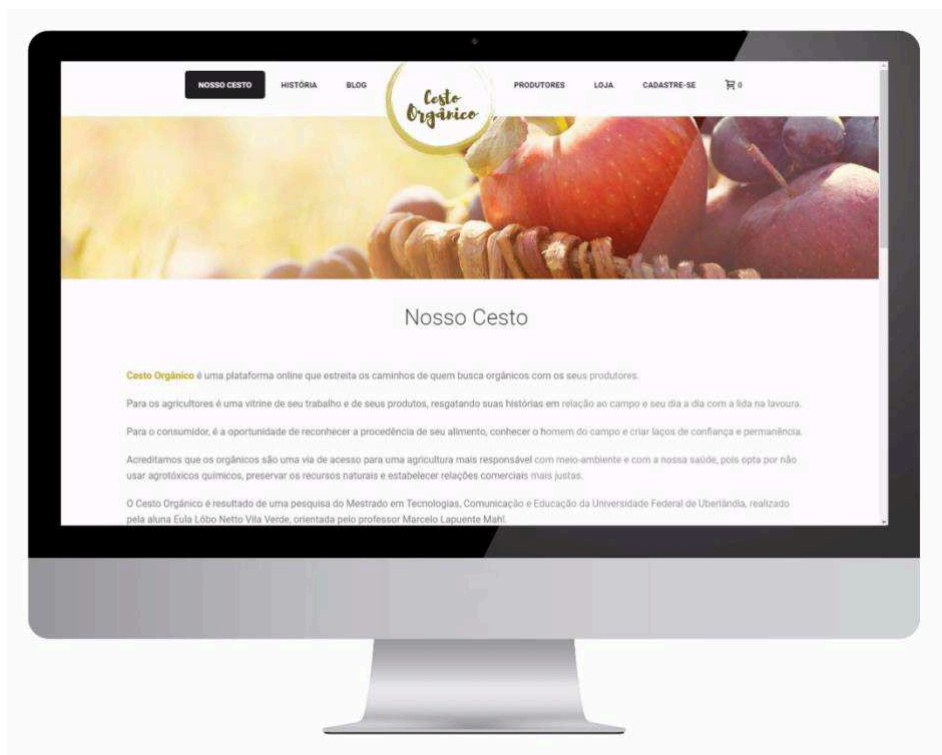 NOSSO CESTO HISTÓRIA BLOG Cesto PRODUTORES LOJA CADASTRE-SE 0
Orgânico
Nosso Cesto
Cesto Orgânico é uma plataforma online que estreita os caminhos de quem busca orgânicos com os seus produtores.
Para os agricultores é uma vitrine de seu trabalho e de seus produtos, resgatando suas histórias em relação ao campo e seu dia a dia com a lida na lavoura.
Para o consumidor, é a oportunidade de reconhecer a procedência de seu alimento, conhecer o homem do campo e criar laços de confiança e permanência.
Acreditamos que os orgânicos são uma via de acesso para uma agricultura mais responsável com meio-ambiente e com a nossa saúde, pois opta por não
usar agrotóxicos químicos, preservar os recursos naturais e estabelecer relações comerciais mais justas.
O Cesto Orgânico é resultado de uma pesquisa do Mestrado em Tecnologias, Comunicação e Educação da Universidade Federal de Uberlândia, realizado
pela aluna Eula Lôbo Netto Vila Verde, orientada pelo professor Marcelo Lapuente Mahl.